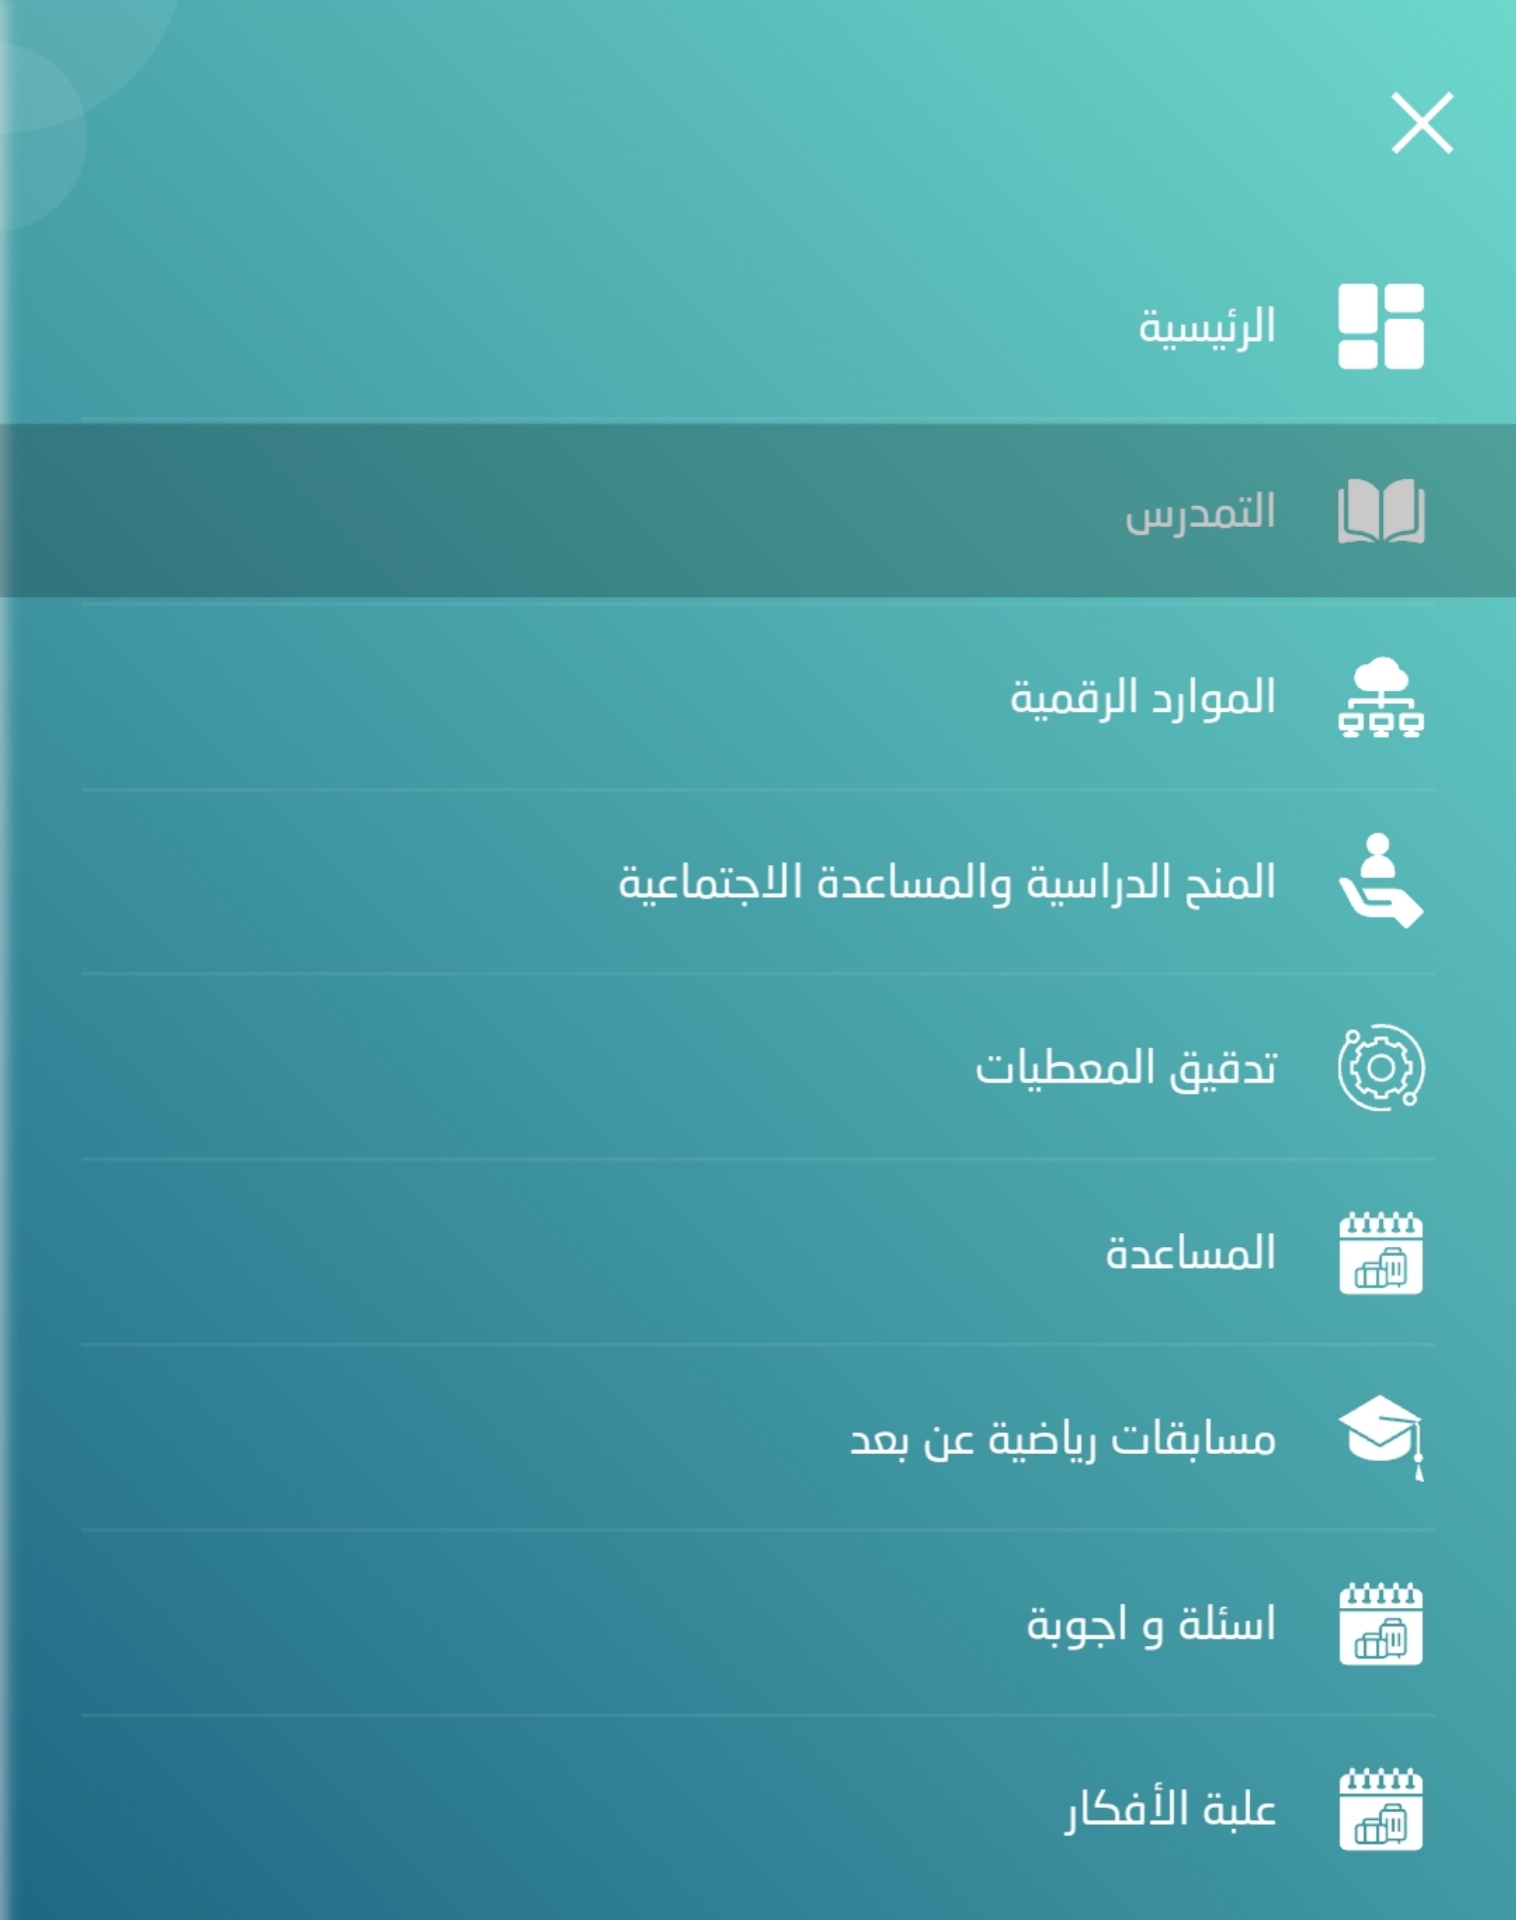 الرئيسية
التمدرس
الموارد الرقمية
المنح الدراسية والمساعدة الاجتماعية
تدقيق المعطيات
المساعدة
مسابقات رياضية عن بعد
اسئلة و اجوبة
علبة الأفكار